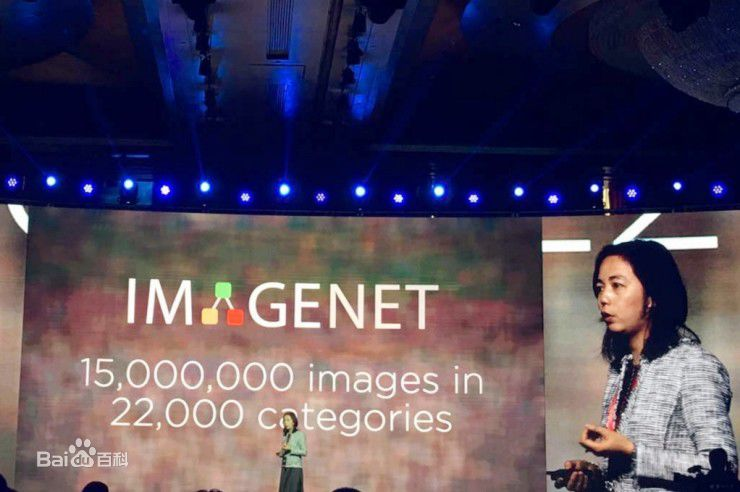 IMAGENET
15,000,000 images in
22,000 categories
Baidu百科